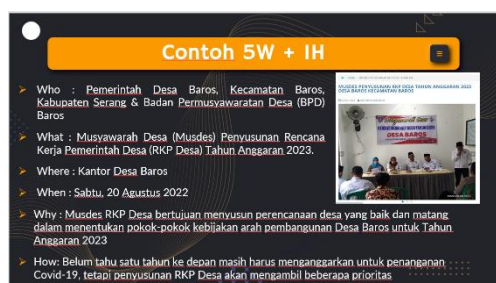 Contoh 5W + IH
Who : Pemerintah Desa Baros, Kecamatan Baros,
Kabupaten Serang & Badan Permusyawaratan Desa (BPD)
Baros
What : Musyawarah Desa (Musdes) Penyusunan Rencana
Kerja Pemerintah Desa (RKP Desa) Tahun Anggaran 2023.
Where : Kantor Desa Baros
When : Sabtu, 20 Agustus 2022
Why : Musdes RKP Desa bertujuan menyusun perencanaan desa yang baik dan matang
dalam menentukan pokok-pokok kebijakan arah pembangunan Desa Baros untuk Tahun
Anggaran 2023
How: Belum tahu satu tahun ke depan masih harus menganggarkan untuk penanganan
Covid-19, tetapi penyusunan RKP Desa akan mengambil beberapa prioritas
MUSDES PENYUSUNAN RKP DESA TAHUN ANGGARAN 2023
DESA BAROS KECAMATAN BAROS
DESA BAROS